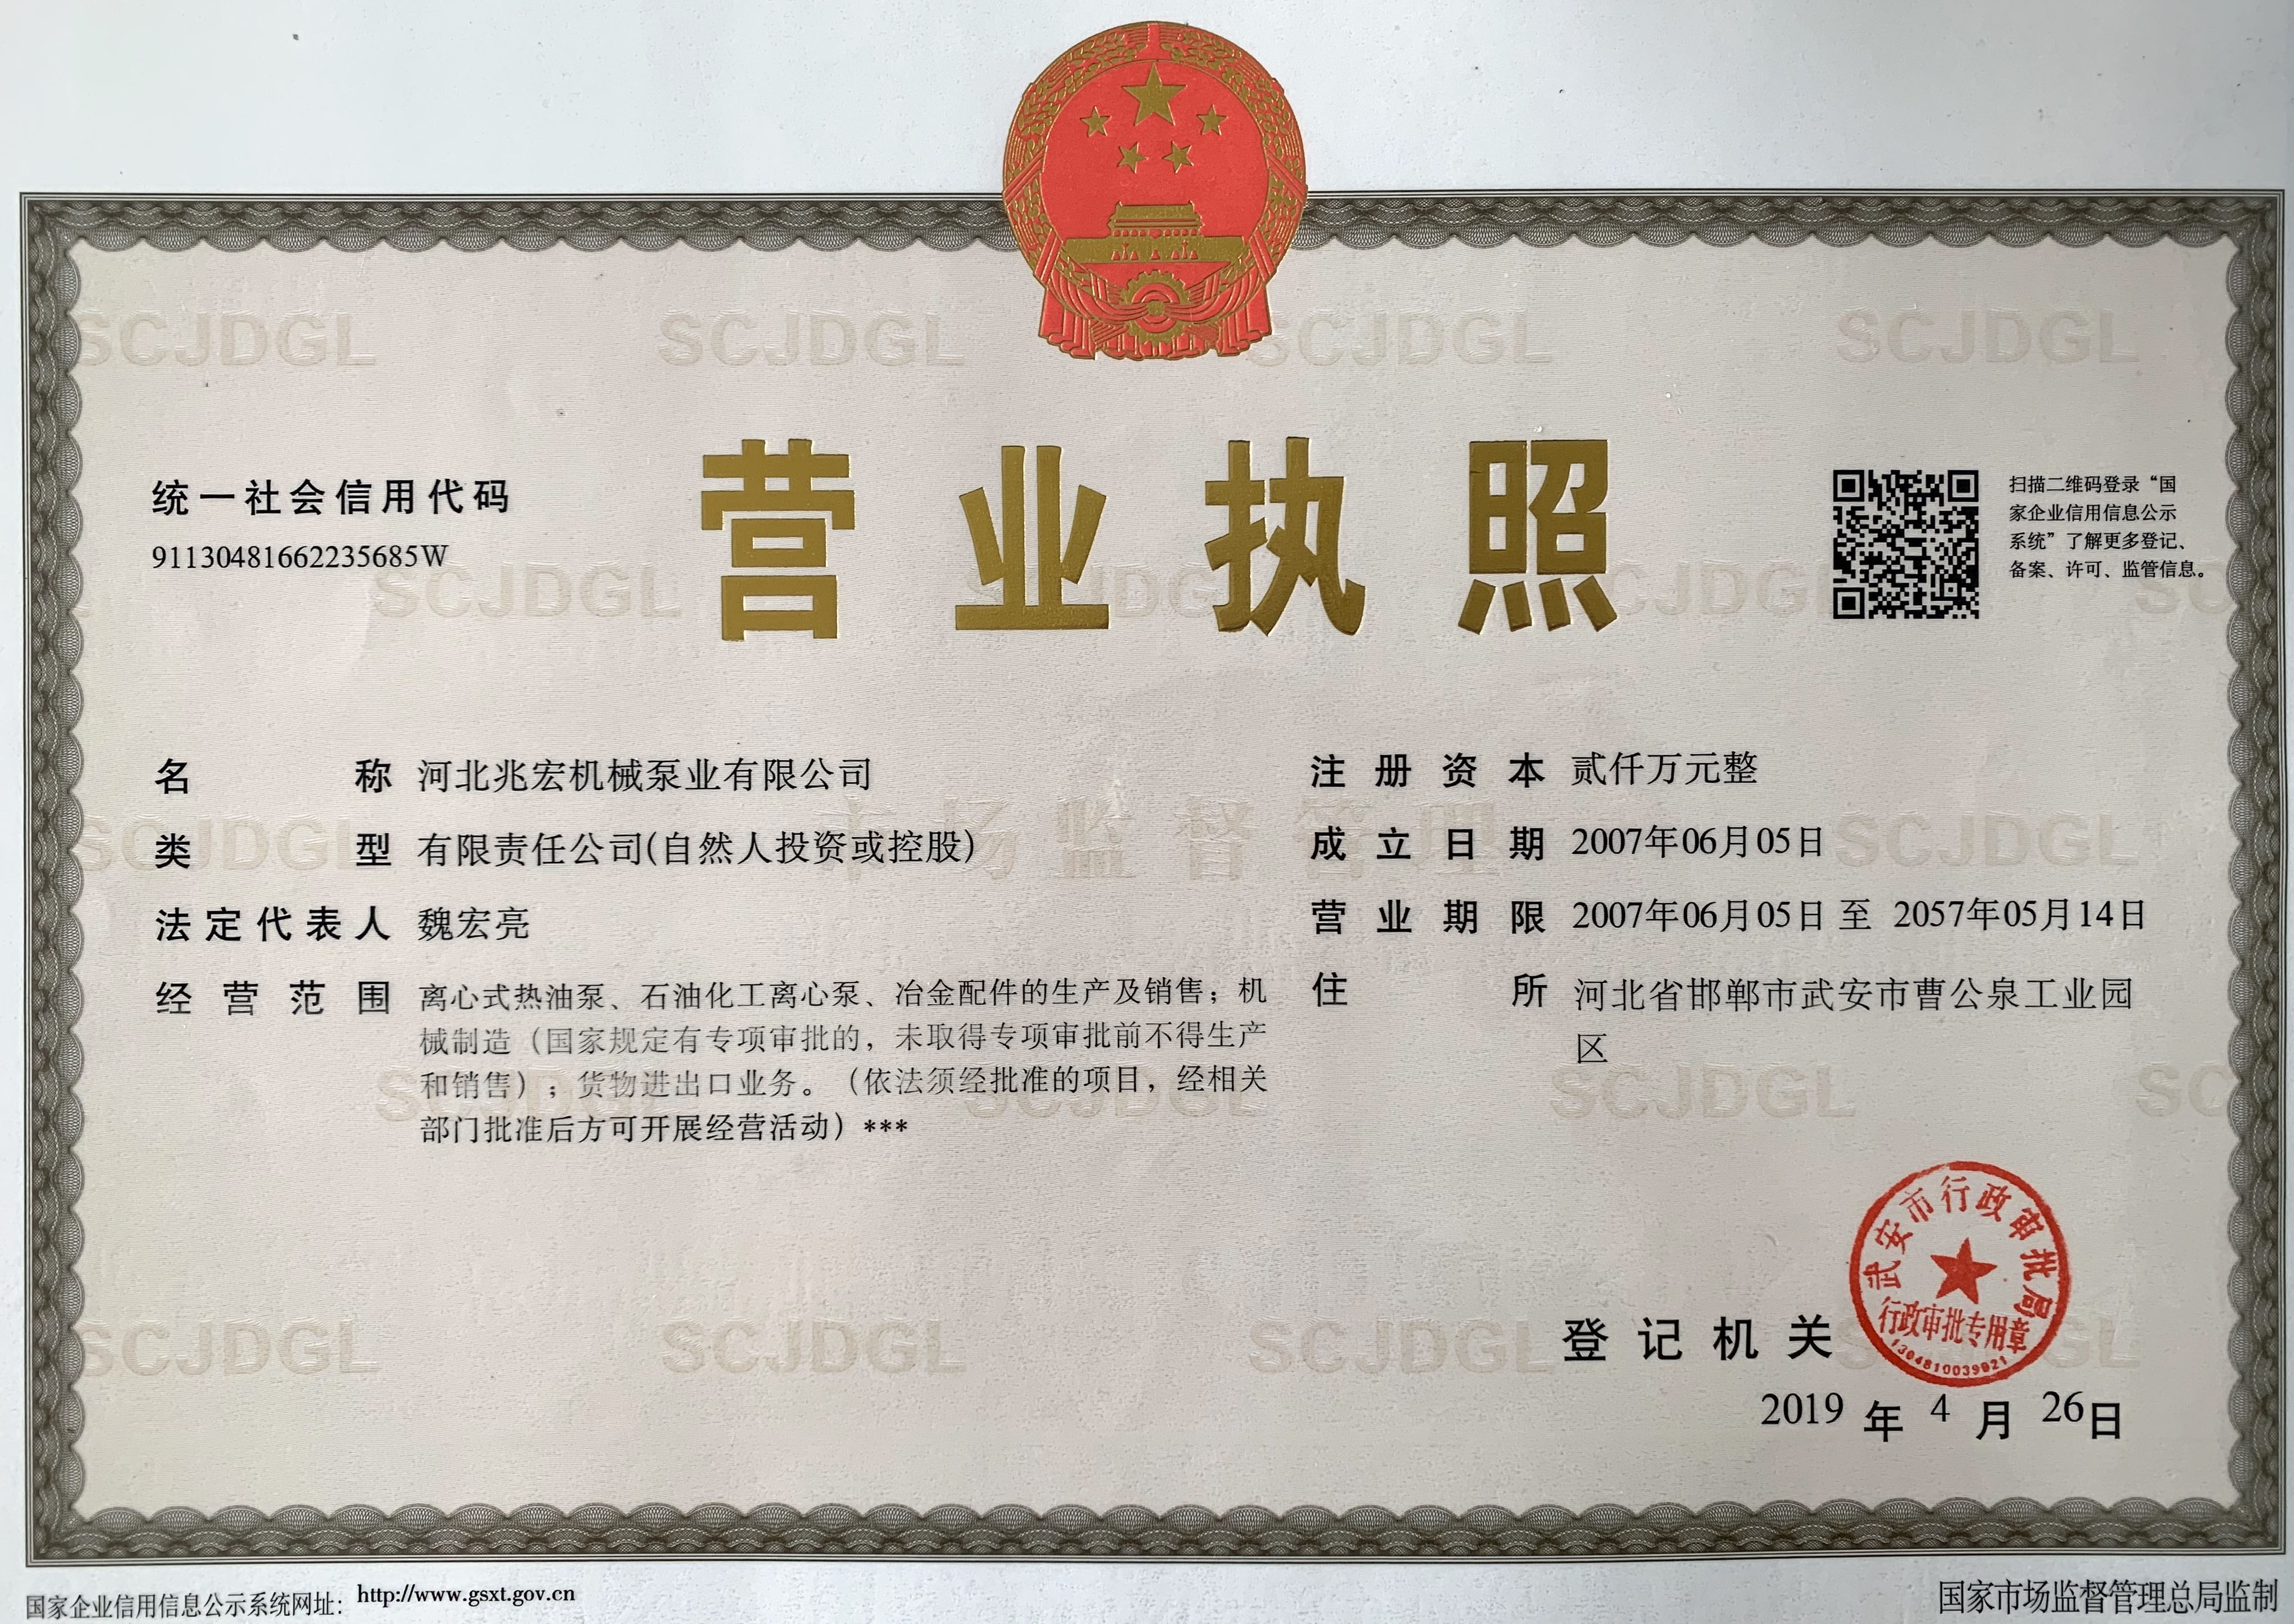 营业执照
统一社会信用代码
91130481662235685W
扫描二维码登录“国
家企业信用信息公示
系统”了解更多登记、
备案、许可、监管信息。
名称 河北兆宏机械泵业有限公司
类型 有限责任公司(自然人投资或控股)
法定代表人 魏宏亮
经营范围 离心式热油泵、石油化工离心泵、冶金配件的生产及销售；机
械制造（国家规定有专项审批的，未取得专项审批前不得生产
和销售）；货物进出口业务。（依法须经批准的项目，经相关
部门批准后方可开展经营活动）***
注册资本 贰仟万元整
成立日期 2007年06月05日
营业期限 2007年06月05日 至 2057年05月14日
住所 河北省邯郸市武安市曹公泉工业园
区
登记机关
武安市行政审批局
行政审批专用章
1304810039821
2019 年 4 月 26日
国家企业信用信息公示系统网址：http://www.gsxt.gov.cn
国家市场监督管理总局监制
SCJDGL
市场监督管理